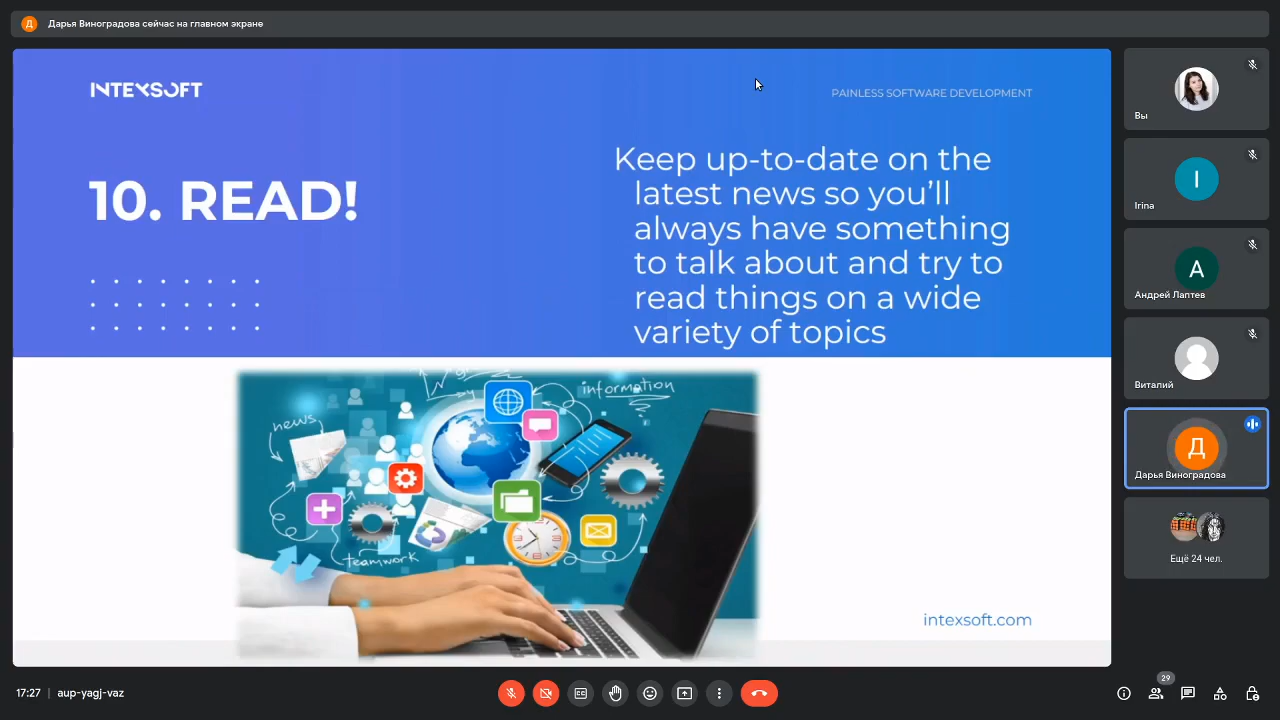 Д
Дарья Виноградова сейчас на главном экране
INTEXSOFT
PAINLESS SOFTWARE DEVELOPMENT
10. READ!
Keep up-to-date on the
latest news so you’ll
always have something
to talk about and try to
read things on a wide
variety of topics
news
information
teamwork
intexsoft.com
Вы
I
Irina
А
Андрей Лаптев
Виталий
Д
Дарья Виноградова
Ещё 24 чел.
17:27 | aup-yagj-vaz
CC
29